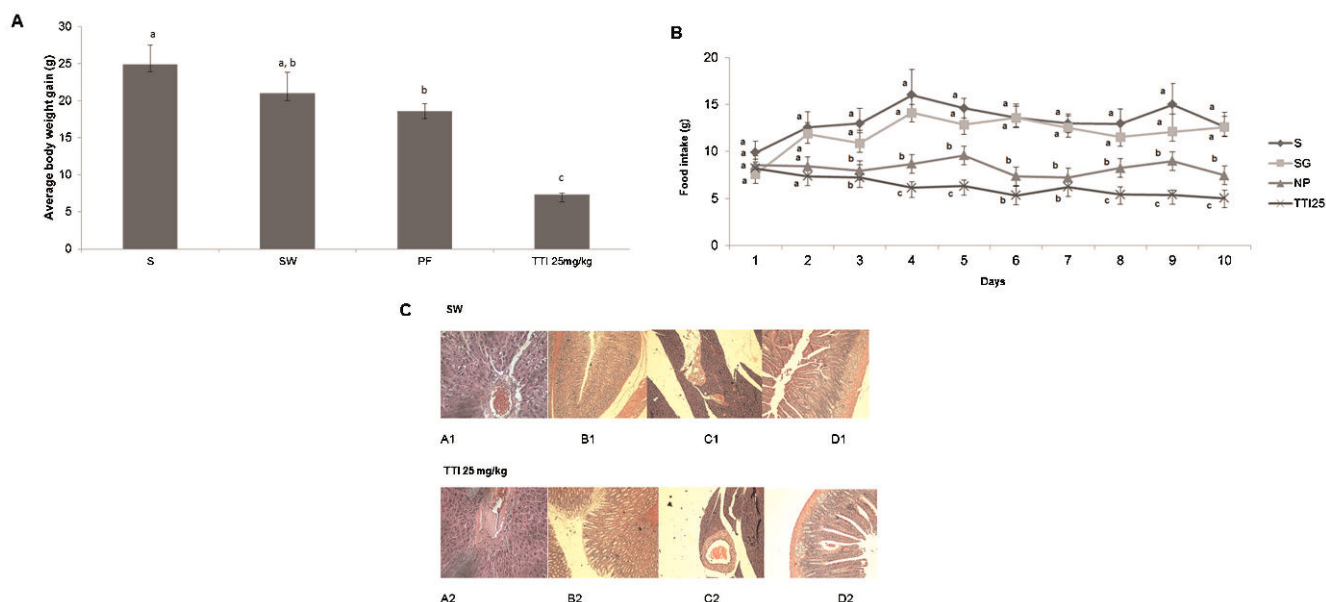 A
Average body weight gain (g)
30
25
20
15
10
5
0
a
a, b
b
c
S
SW
PF
TTI 25mg/kg
B
Food intake (g)
20
15
10
5
0
a a a a a a a a a a
a a a a a a a a a a
a a b b b b b b b b
a a b c c b b c c c
1 2 3 4 5 6 7 8 9 10
Days
S
SG
NP
TTI25
C
SW
A1 B1 C1 D1
TTI 25 mg/kg
A2 B2 C2 D2